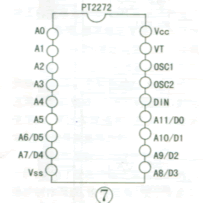 PT2272
A0 Vcc
A1 VT
A2 OSC1
A3 OSC2
A4 DIN
A5 A11/D0
A6/D5 A10/D1
A7/D4 A9/D2
Vss A8/D3
⑦